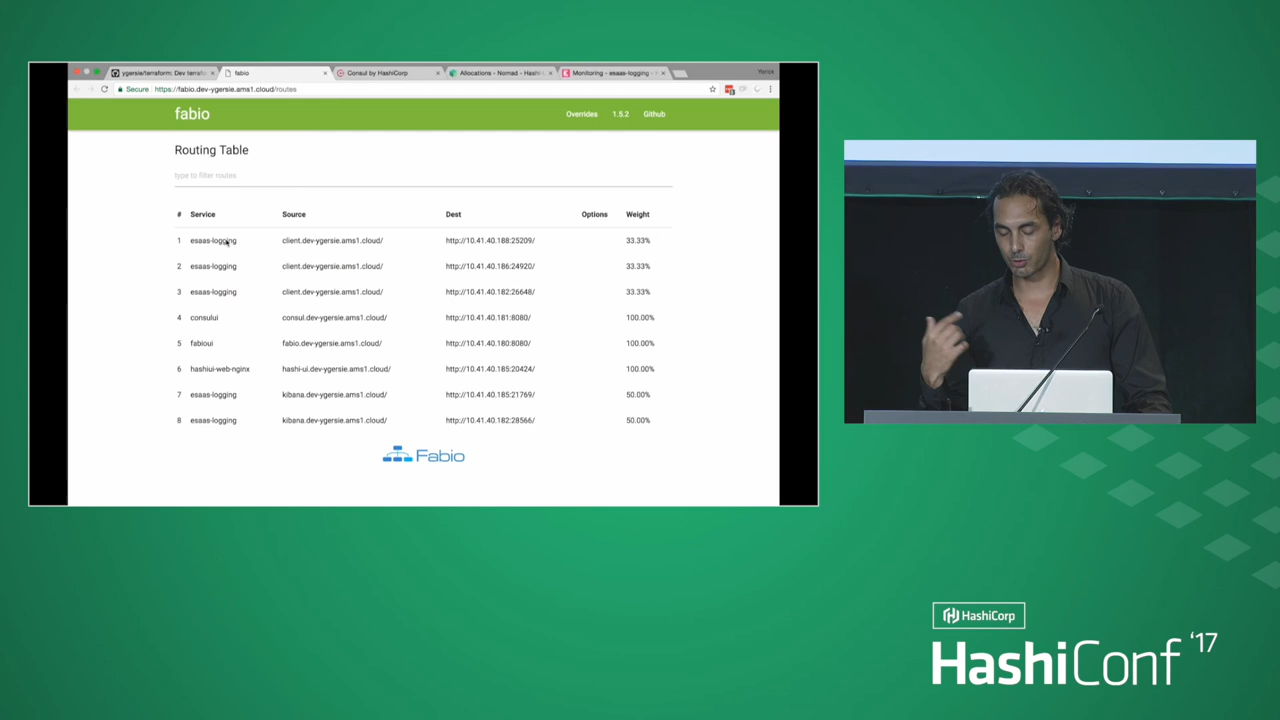 ygersie/terraform: Dev terrafo
fabio
Consul by HashiCorp
Allocations - Nomad - Hashi-
Monitoring - esaas-logging -
Yorick
Secure
https://fabio.dev-ygersie.ams1.cloud/routes
fabio
Overrides 1.5.2 Github
Routing Table
type to filter routes
# Service Source Dest Options Weight
1 esaas-logging client.dev-ygersie.ams1.cloud/ http://10.41.40.188:25209/ 33.33%
2 esaas-logging client.dev-ygersie.ams1.cloud/ http://10.41.40.186:24920/ 33.33%
3 esaas-logging client.dev-ygersie.ams1.cloud/ http://10.41.40.182:26648/ 33.33%
4 consului consul.dev-ygersie.ams1.cloud/ http://10.41.40.181:8080/ 100.00%
5 fabioui fabio.dev-ygersie.ams1.cloud/ http://10.41.40.180:8080/ 100.00%
6 hashiui-web-nginx hashi-ui.dev-ygersie.ams1.cloud/ http://10.41.40.185:20424/ 100.00%
7 esaas-logging kibana.dev-ygersie.ams1.cloud/ http://10.41.40.185:21769/ 50.00%
8 esaas-logging kibana.dev-ygersie.ams1.cloud/ http://10.41.40.182:28566/ 50.00%
Fabio
HashiCorp
HashiConf '17